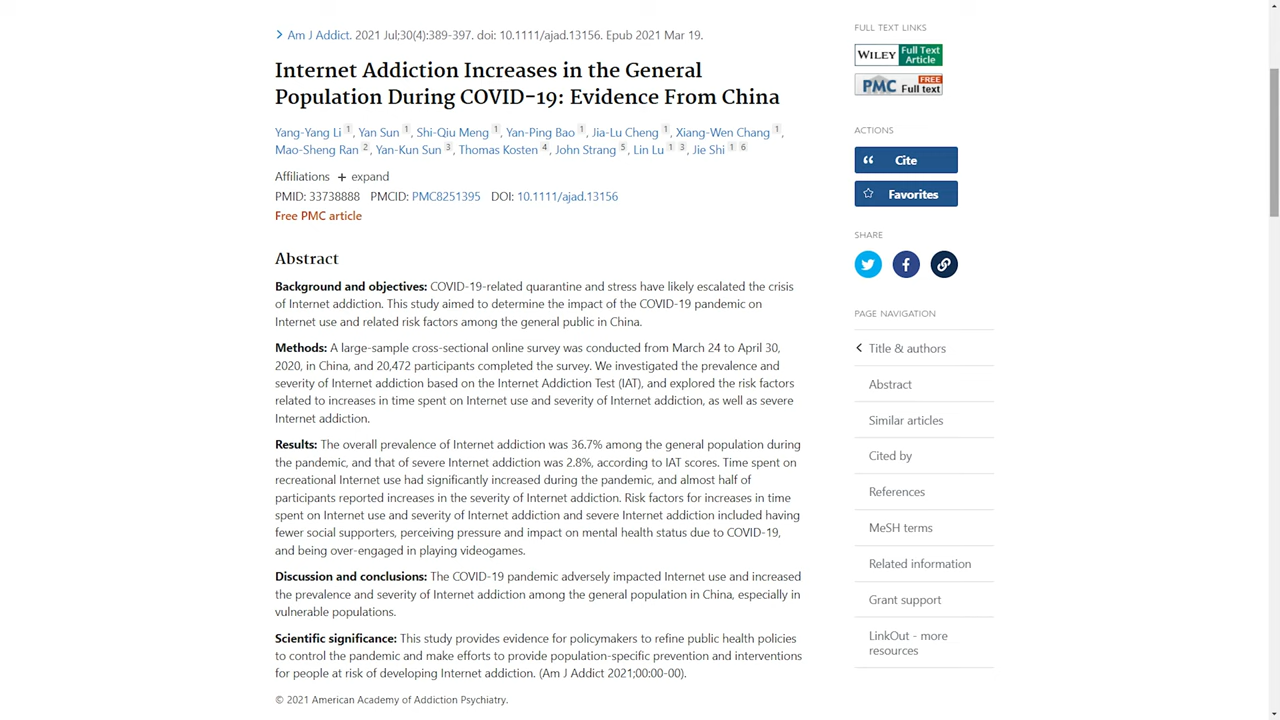 Am J Addict. 2021 Jul;30(4):389-397. doi: 10.1111/ajad.13156. Epub 2021 Mar 19.
Internet Addiction Increases in the General
Population During COVID-19: Evidence From China
Yang-Yang Li 1, Yan Sun 1, Shi-Qiu Meng 1, Yan-Ping Bao 1, Jia-Lu Cheng 1, Xiang-Wen Chang 1,
Mao-Sheng Ran 2, Yan-Kun Sun 3, Thomas Kosten 4, John Strang 5, Lin Lu 1 3, Jie Shi 1 6
Affiliations + expand
PMID: 33738888 PMCID: PMC8251395 DOI: 10.1111/ajad.13156
Free PMC article
Abstract
Background and objectives: COVID-19-related quarantine and stress have likely escalated the crisis
of Internet addiction. This study aimed to determine the impact of the COVID-19 pandemic on
Internet use and related risk factors among the general public in China.
Methods: A large-sample cross-sectional online survey was conducted from March 24 to April 30,
2020, in China, and 20,472 participants completed the survey. We investigated the prevalence and
severity of Internet addiction based on the Internet Addiction Test (IAT), and explored the risk factors
related to increases in time spent on Internet use and severity of Internet addiction, as well as severe
Internet addiction.
Results: The overall prevalence of Internet addiction was 36.7% among the general population during
the pandemic, and that of severe Internet addiction was 2.8%, according to IAT scores. Time spent on
recreational Internet use had significantly increased during the pandemic, and almost half of
participants reported increases in the severity of Internet addiction. Risk factors for increases in time
spent on Internet use and severity of Internet addiction and severe Internet addiction included having
fewer social supporters, perceiving pressure and impact on mental health status due to COVID-19,
and being over-engaged in playing videogames.
Discussion and conclusions: The COVID-19 pandemic adversely impacted Internet use and increased
the prevalence and severity of Internet addiction among the general population in China, especially in
vulnerable populations.
Scientific significance: This study provides evidence for policymakers to refine public health policies
to control the pandemic and make efforts to provide population-specific prevention and interventions
for people at risk of developing Internet addiction. (Am J Addict 2021;00:00-00).
© 2021 American Academy of Addiction Psychiatry.
FULL TEXT LINKS
WILEY Full Text
Article
PMC FREE
Full text
ACTIONS
Cite
Favorites
SHARE
PAGE NAVIGATION
Title & authors
Abstract
Similar articles
Cited by
References
MeSH terms
Related information
Grant support
LinkOut - more
resources